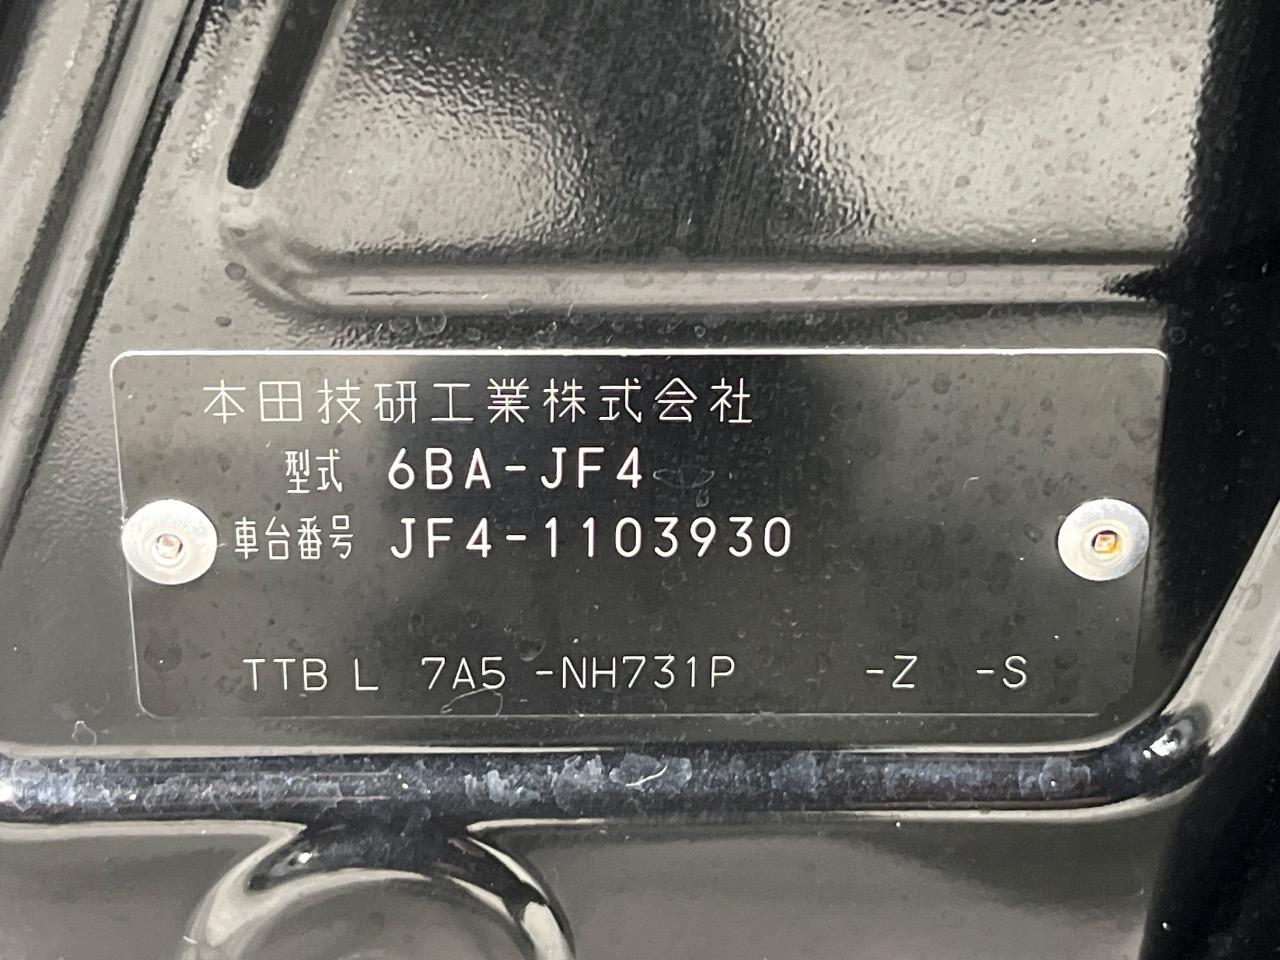 本田技研工業株式会社
型式 6BA-JF4
車台番号 JF4-1103930
TTB L 7A5 -NH731P -Z -S